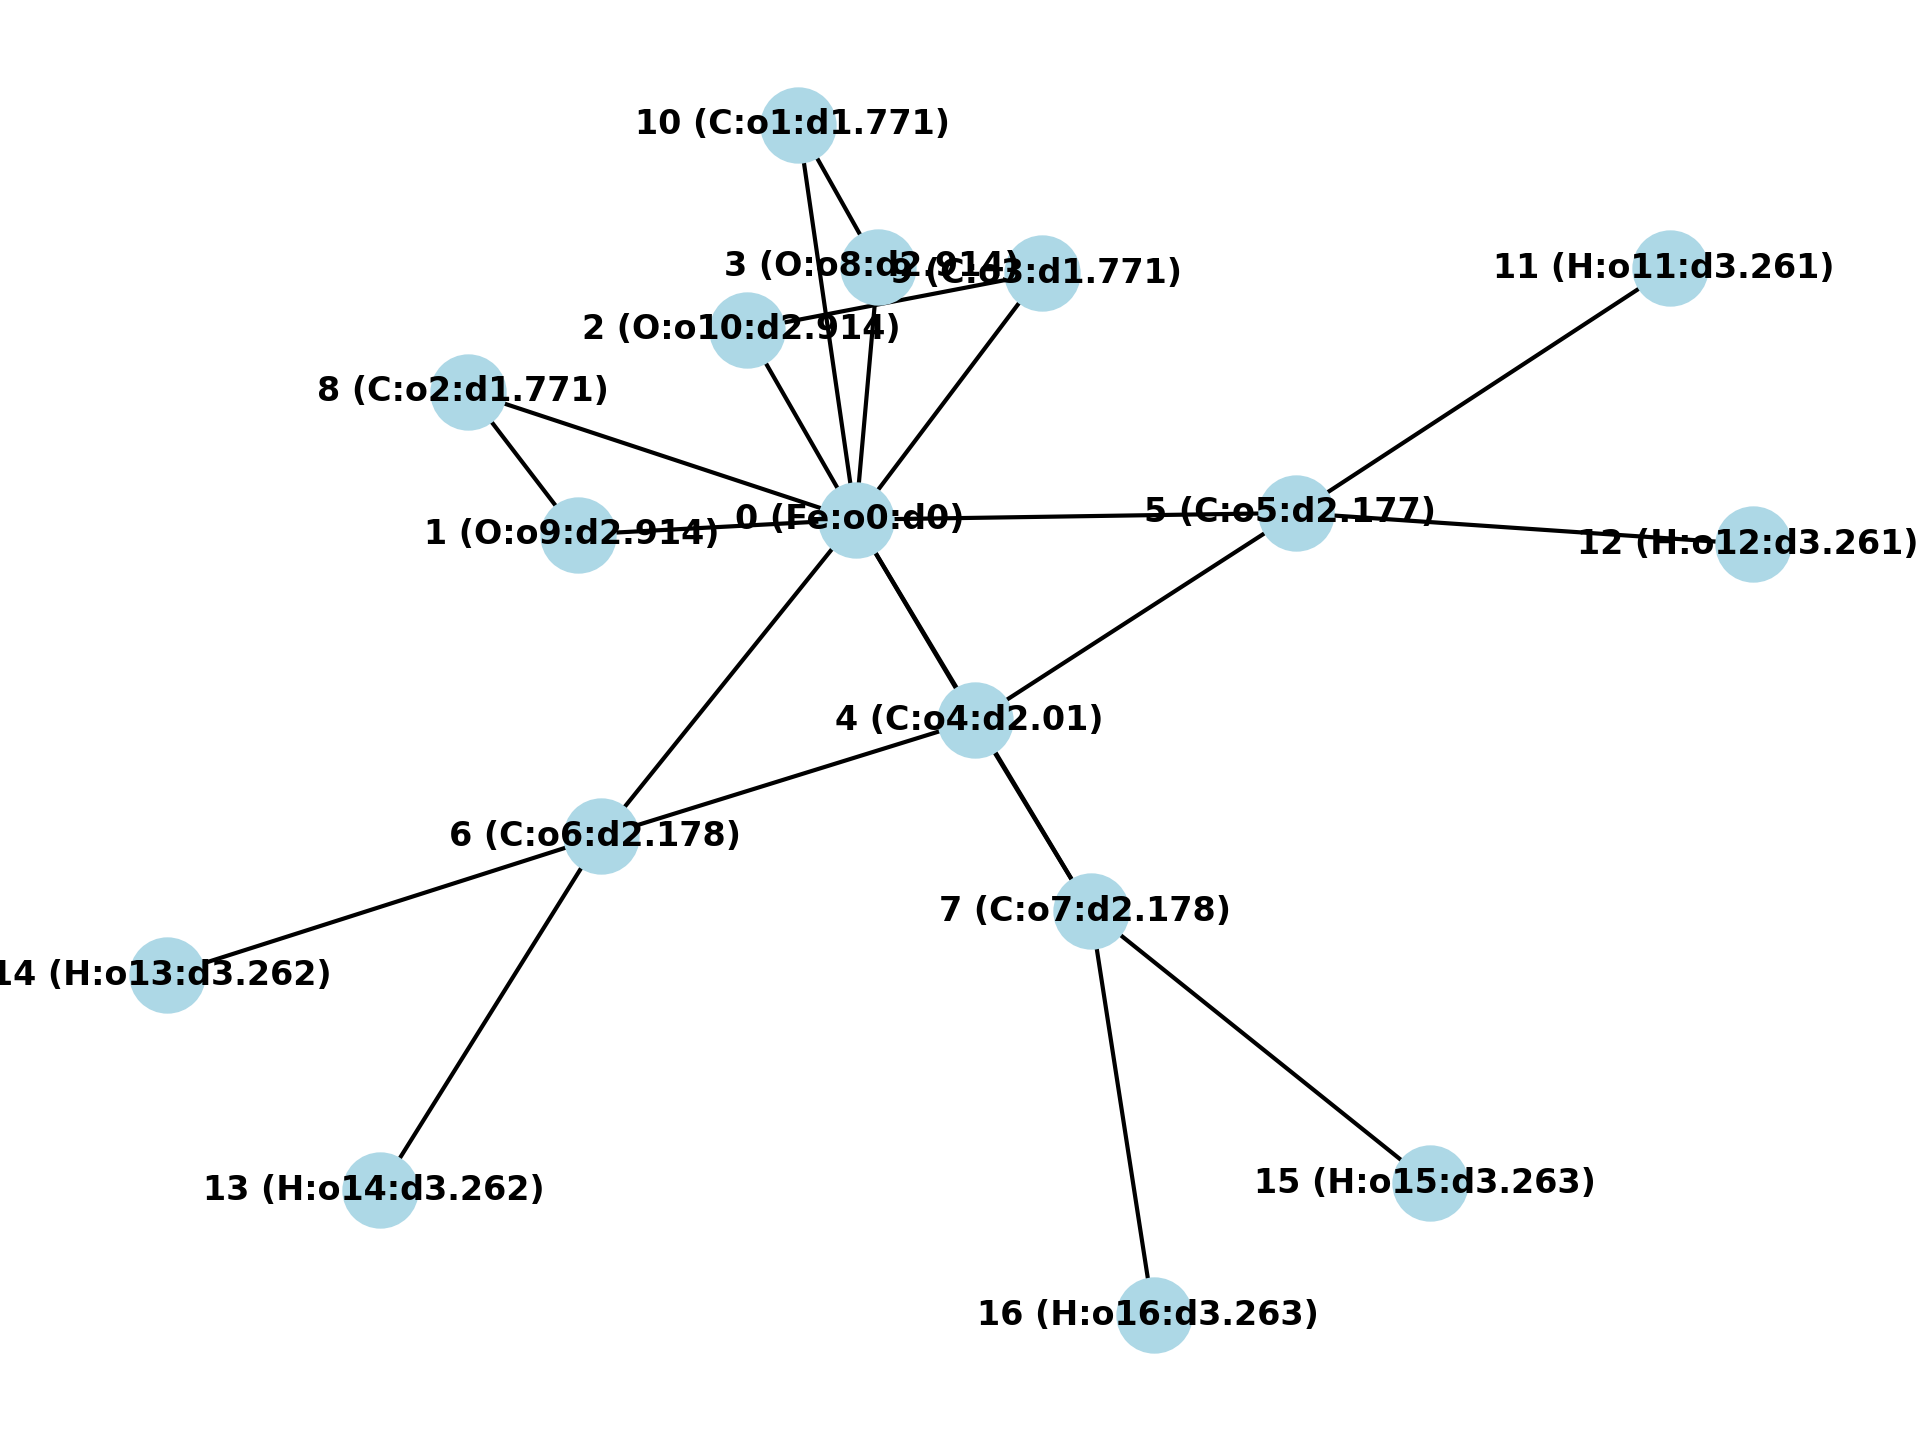 10 (C:o1:d1.771)
3 (O:o8:d2.914)
9 (C:o3:d1.771)
11 (H:o11:d3.261)
2 (O:o10:d2.914)
8 (C:o2:d1.771)
1 (O:o9:d2.914)
0 (Fe:o0:d0)
5 (C:o5:d2.177)
12 (H:o12:d3.261)
4 (C:o4:d2.01)
6 (C:o6:d2.178)
7 (C:o7:d2.178)
14 (H:o13:d3.262)
13 (H:o14:d3.262)
15 (H:o15:d3.263)
16 (H:o16:d3.263)